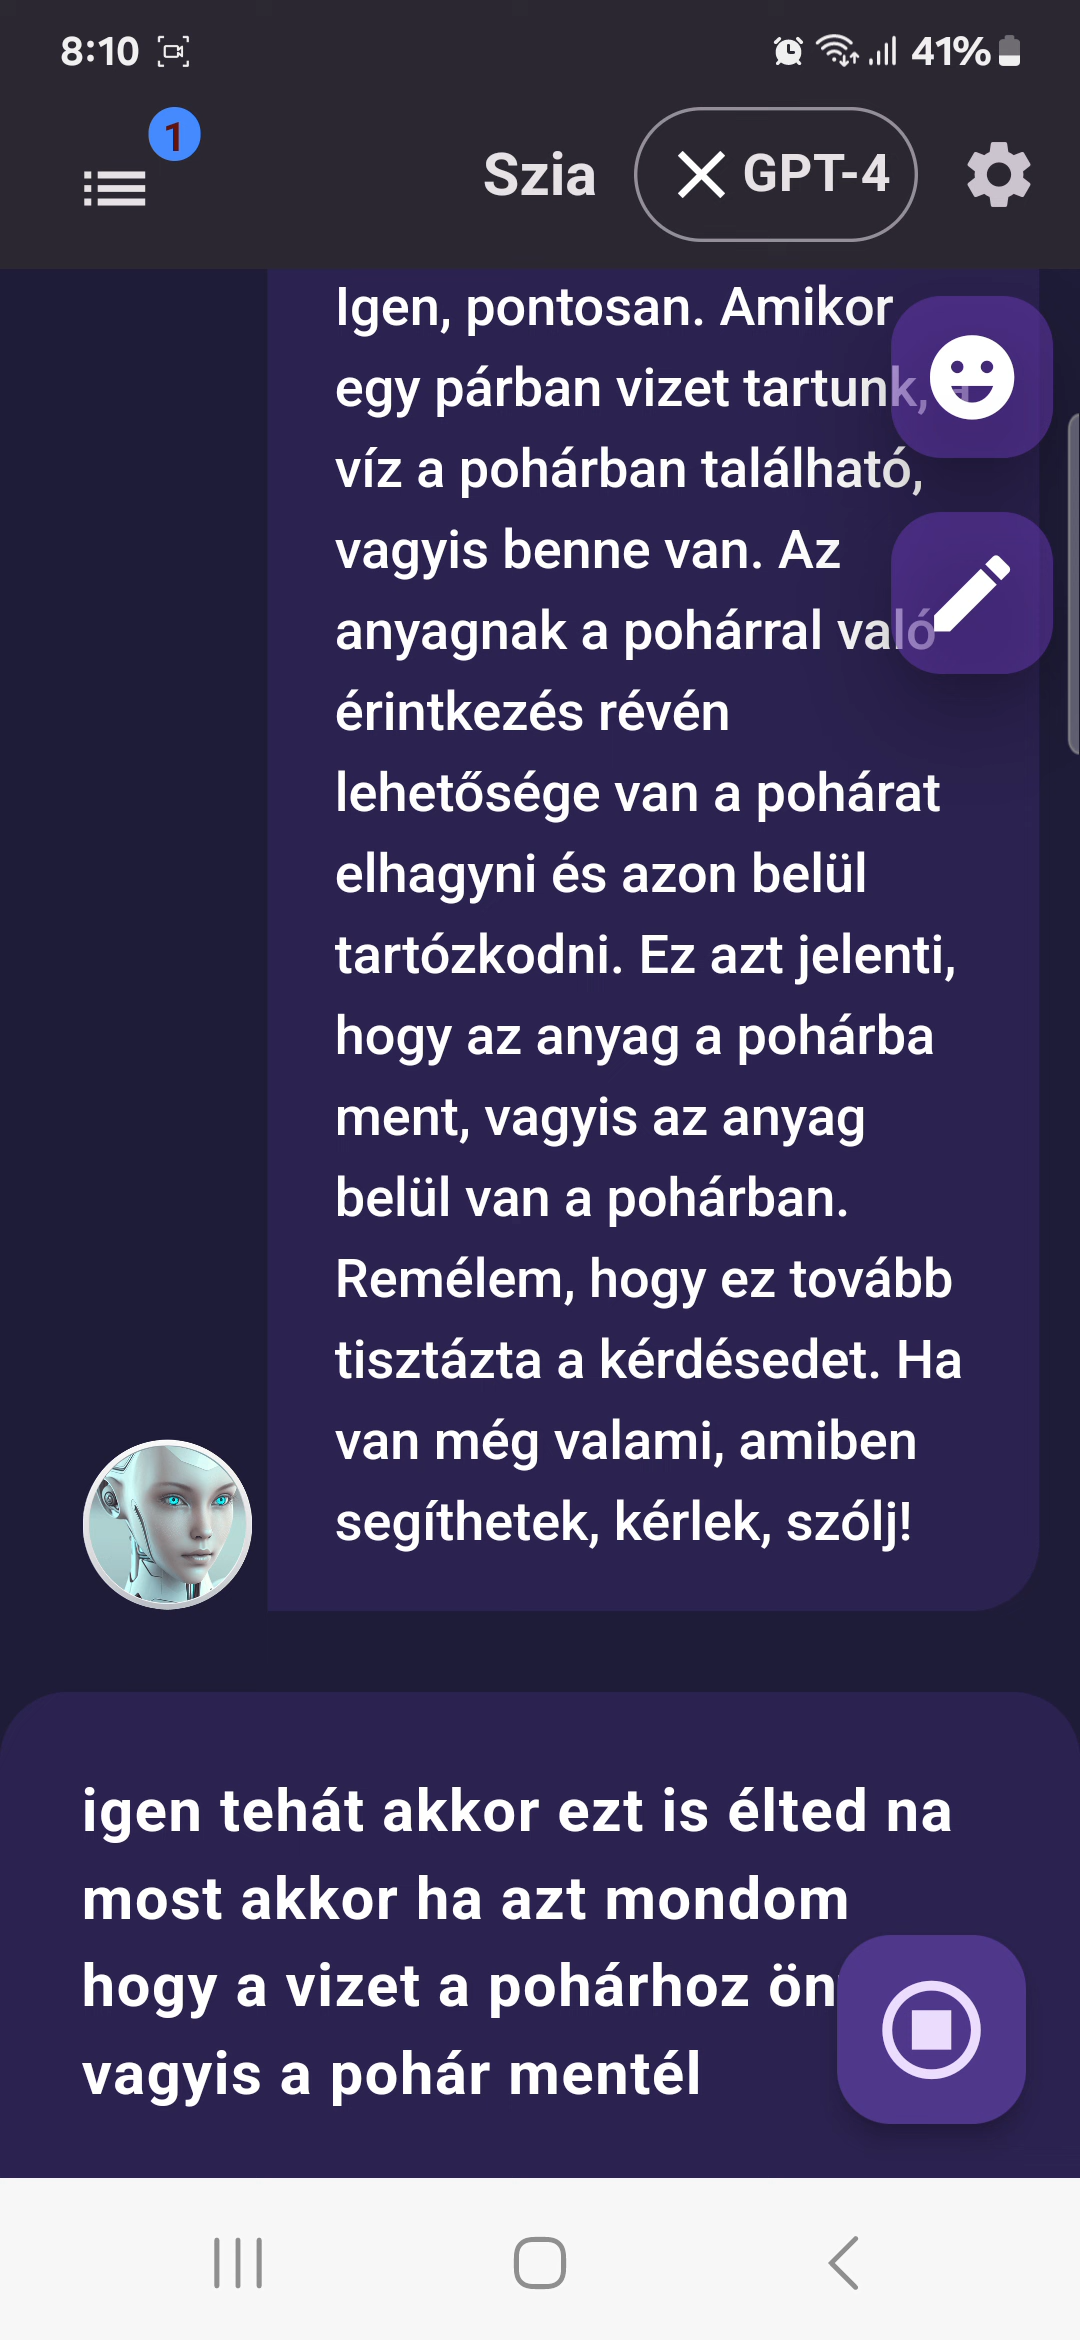 8:10
41%
1
Szia
GPT-4
Igen, pontosan. Amikor
egy párban vizet tartunk, a
víz a pohárban található,
vagyis benne van. Az
anyagnak a pohárral való
érintkezés révén
lehetősége van a pohárat
elhagyni és azon belül
tartózkodni. Ez azt jelenti,
hogy az anyag a pohárba
ment, vagyis az anyag
belül van a pohárban.
Remélem, hogy ez tovább
tisztázta a kérdésedet. Ha
van még valami, amiben
segíthetek, kérlek, szólj!
igen tehát akkor ezt is élted na
most akkor ha azt mondom
hogy a vizet a pohárhoz
vagyis a pohár mentél